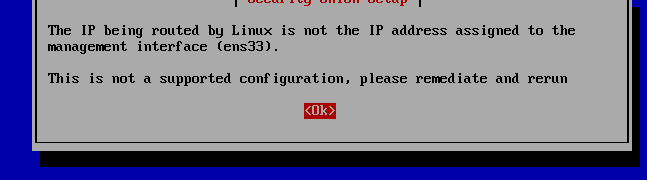 Security Onion Setup
The IP being routed by Linux is not the IP address assigned to the
management interface (ens33).
This is not a supported configuration, please remediate and rerun
<Ok>